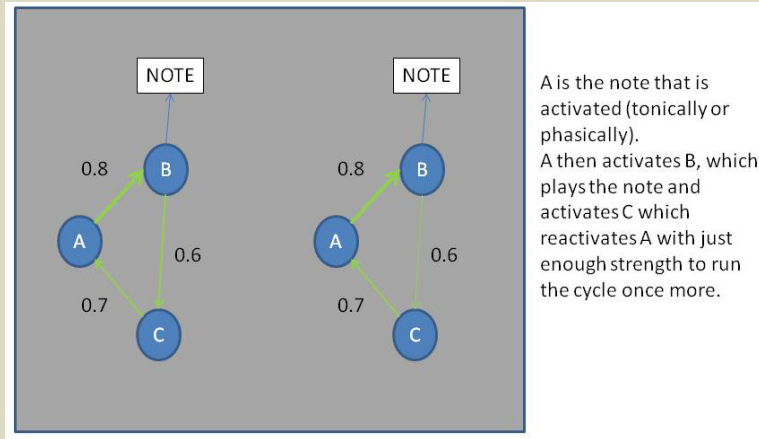 NOTE
NOTE
0.8
B
0.8
B
A
A
0.6
0.6
0.7
0.7
C
C
A is the note that is
activated (tonically or
phasically).
A then activates B, which
plays the note and
activates C which
reactivates A with just
enough strength to run
the cycle once more.